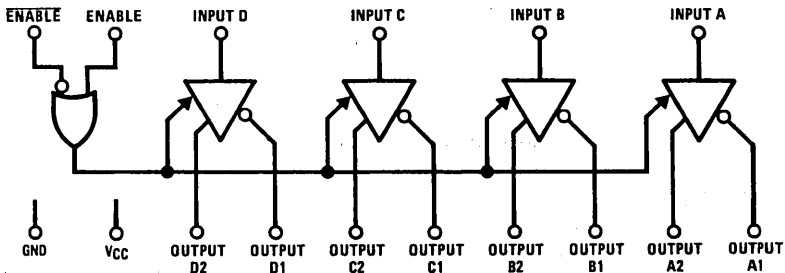 ENABLE ENABLE INPUT D INPUT C INPUT B INPUT A
GND VCC OUTPUT OUTPUT OUTPUT OUTPUT OUTPUT OUTPUT OUTPUT OUTPUT
D2 D1 C2 C1 B2 B1 A2 A1